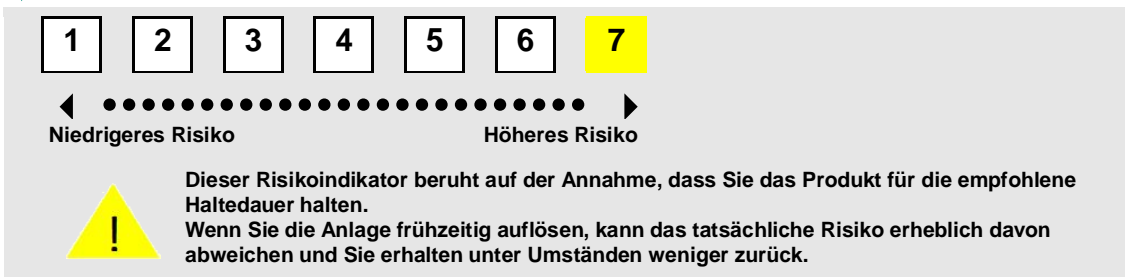 1 2 3 4 5 6 7
Niedrigeres Risiko Höheres Risiko
Dieser Risikoindikator beruht auf der Annahme, dass Sie das Produkt für die empfohlene
Haltedauer halten.
Wenn Sie die Anlage frühzeitig auflösen, kann das tatsächliche Risiko erheblich davon
abweichen und Sie erhalten unter Umständen weniger zurück.
!